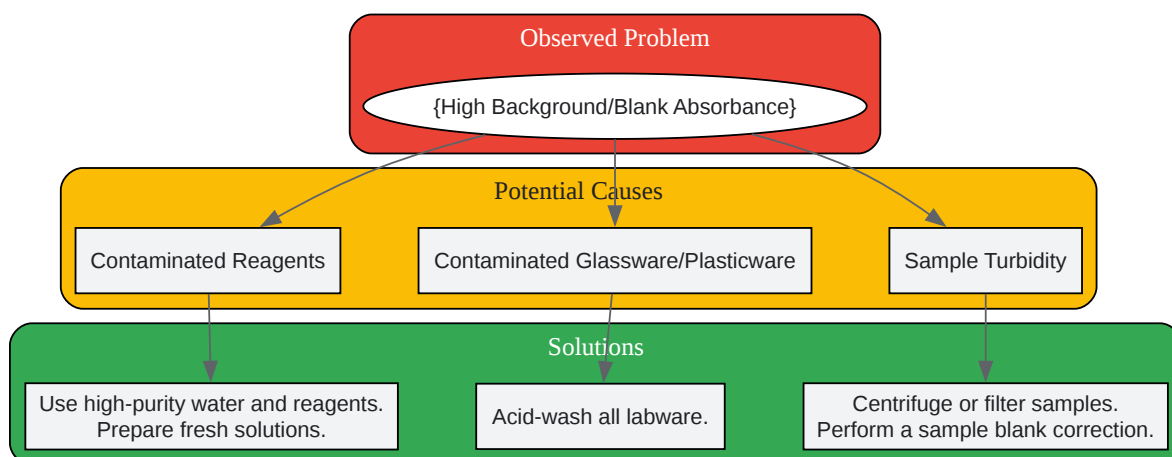 Observed Problem
{High Background/Blank Absorbance}
Potential Causes
Contaminated Reagents
Contaminated Glassware/Plasticware
Sample Turbidity
Solutions
Use high-purity water and reagents.
Prepare fresh solutions.
Acid-wash all labware.
Centrifuge or filter samples.
Perform a sample blank correction.